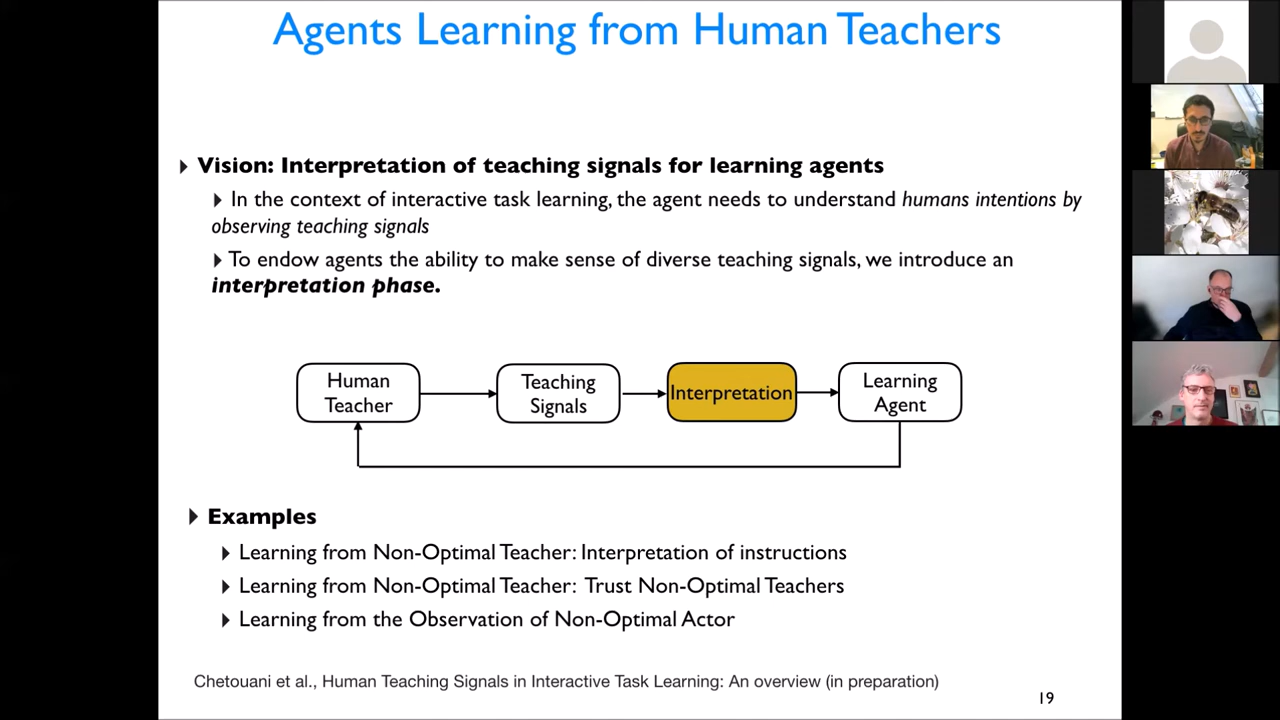 Agents Learning from Human Teachers
Vision: Interpretation of teaching signals for learning agents
In the context of interactive task learning, the agent needs to understand humans intentions by
observing teaching signals
To endow agents the ability to make sense of diverse teaching signals, we introduce an
interpretation phase.
Human
Teacher
Teaching
Signals
Interpretation
Learning
Agent
Examples
Learning from Non-Optimal Teacher: Interpretation of instructions
Learning from Non-Optimal Teacher: Trust Non-Optimal Teachers
Learning from the Observation of Non-Optimal Actor
Chetouani et al., Human Teaching Signals in Interactive Task Learning: An overview (in preparation)
19